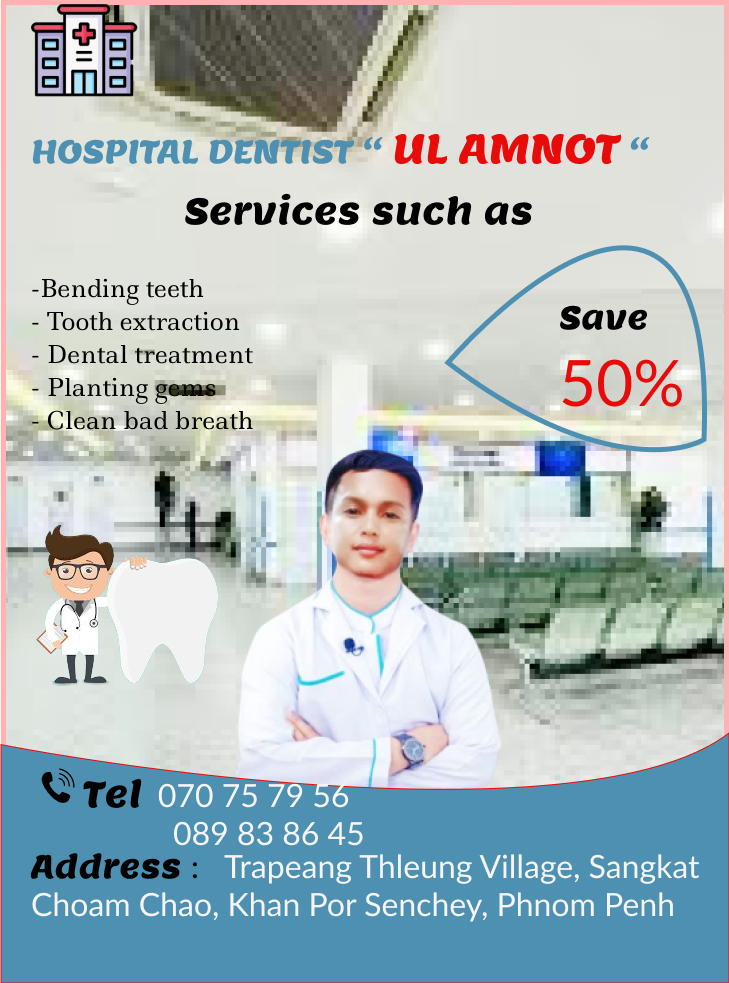 HOSPITAL DENTIST “ UL AMNOT “
Services such as
-Bending teeth
- Tooth extraction
- Dental treatment
- Planting gems
- Clean bad breath
Save
50%
Tel 070 75 79 56
089 83 86 45
Address : Trapeang Thleung Village, Sangkat
Choam Chao, Khan Por Senchey, Phnom Penh